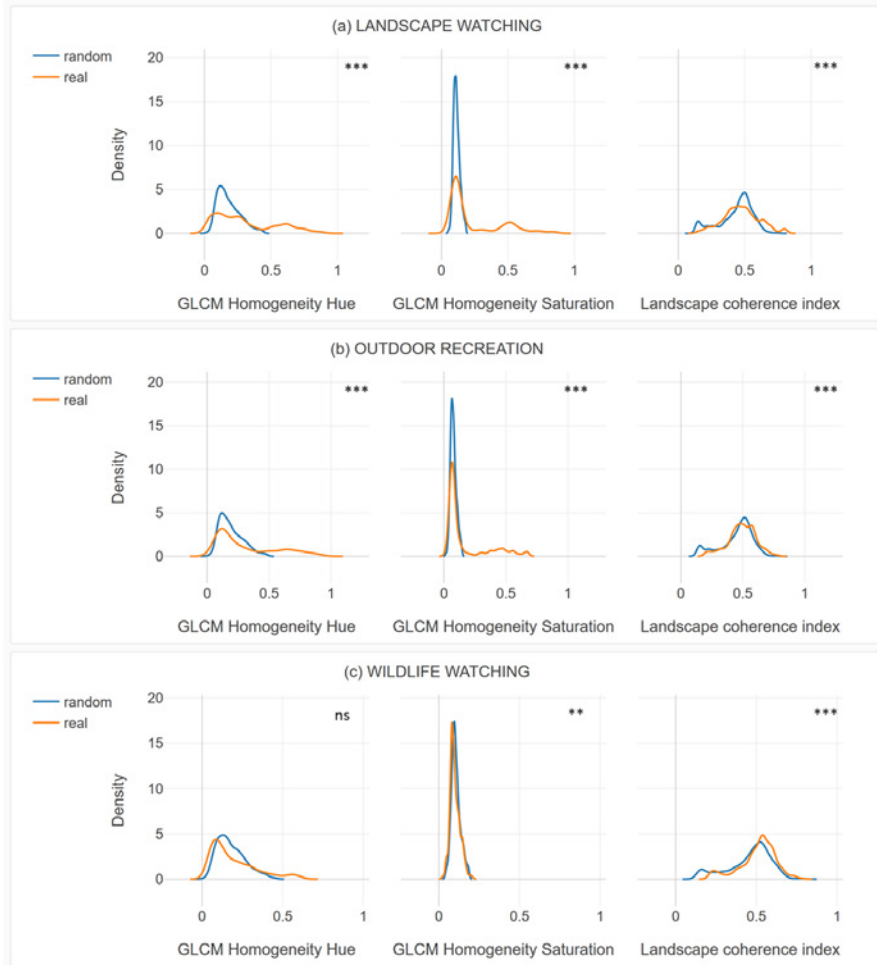 (a) LANDSCAPE WATCHING
random
real
20
15
10
5
0
Density
***
***
***
0 0.5 1
0 0.5 1
0 0.5 1
GLCM Homogeneity Hue
GLCM Homogeneity Saturation
Landscape coherence index
(b) OUTDOOR RECREATION
random
real
20
15
10
5
0
Density
***
***
***
0 0.5 1
0 0.5 1
0 0.5 1
GLCM Homogeneity Hue
GLCM Homogeneity Saturation
Landscape coherence index
(c) WILDLIFE WATCHING
random
real
20
15
10
5
0
Density
ns
**
***
0 0.5 1
0 0.5 1
0 0.5 1
GLCM Homogeneity Hue
GLCM Homogeneity Saturation
Landscape coherence index